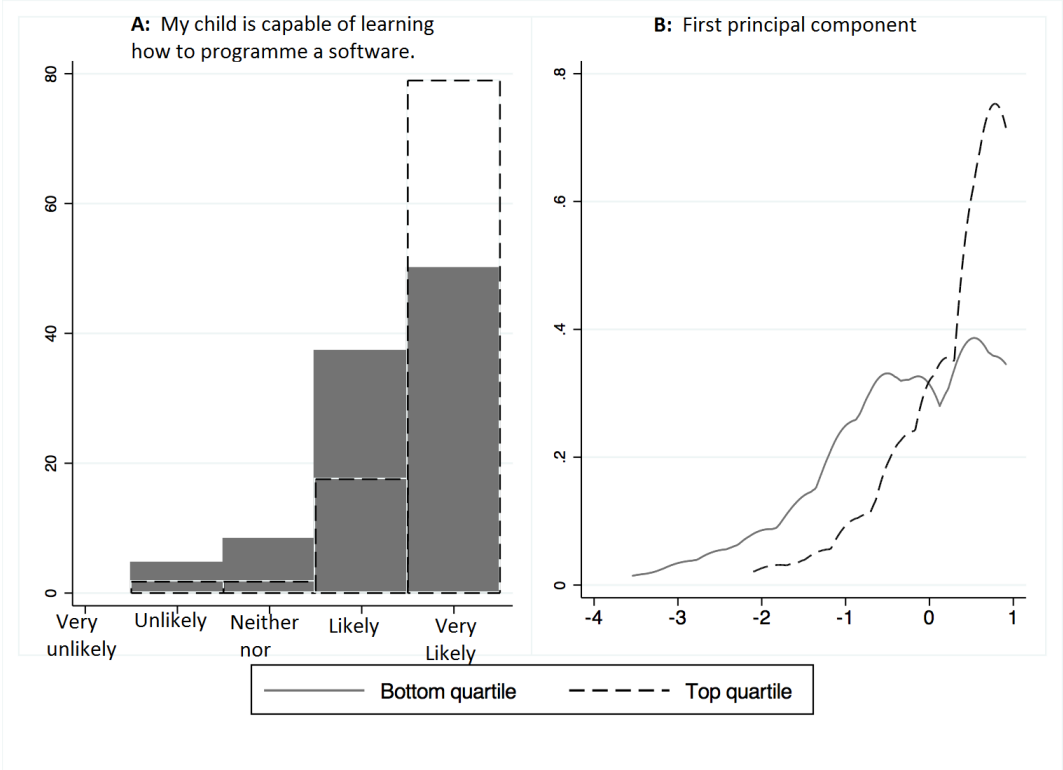 A: My child is capable of learning
how to programme a software.
B: First principal component
80
60
40
20
0
Very
unlikely
Unlikely
Neither
nor
Likely
Very
Likely
.8
.6
.4
.2
0
-4 -3 -2 -1 0 1
Bottom quartile Top quartile